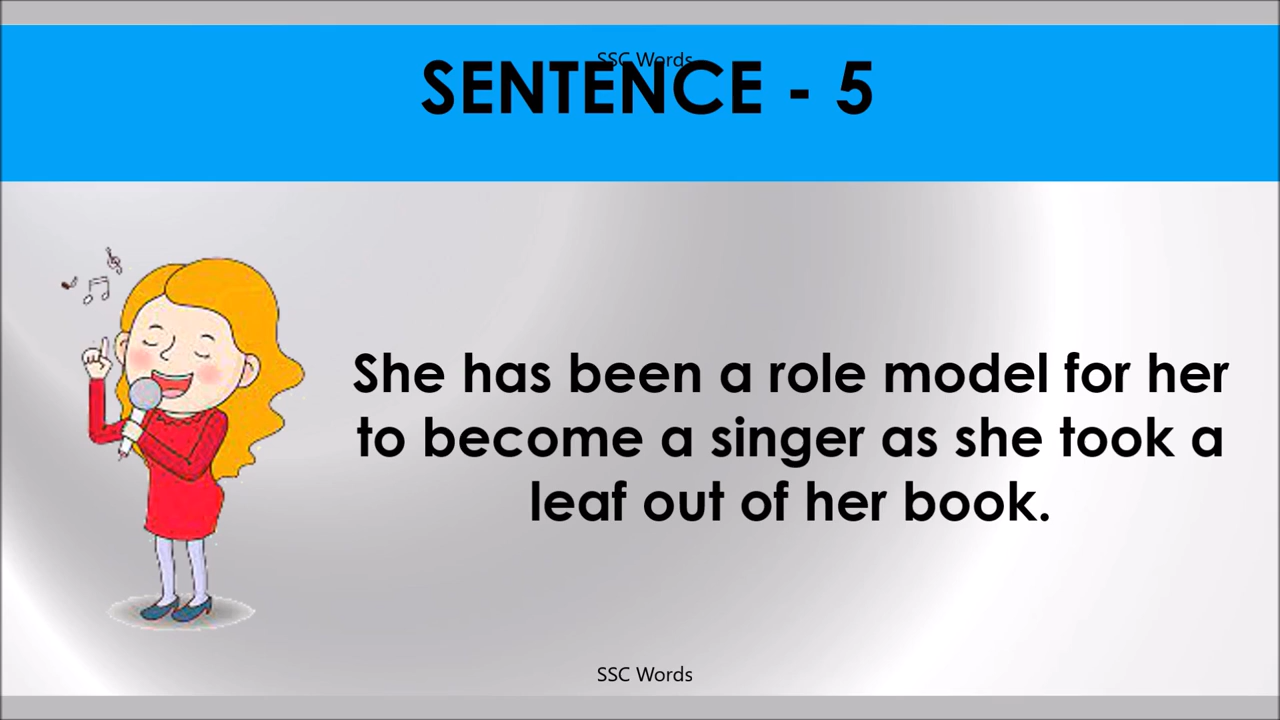 SSC Words
SENTENCE - 5
She has been a role model for her
to become a singer as she took a
leaf out of her book.
SSC Words